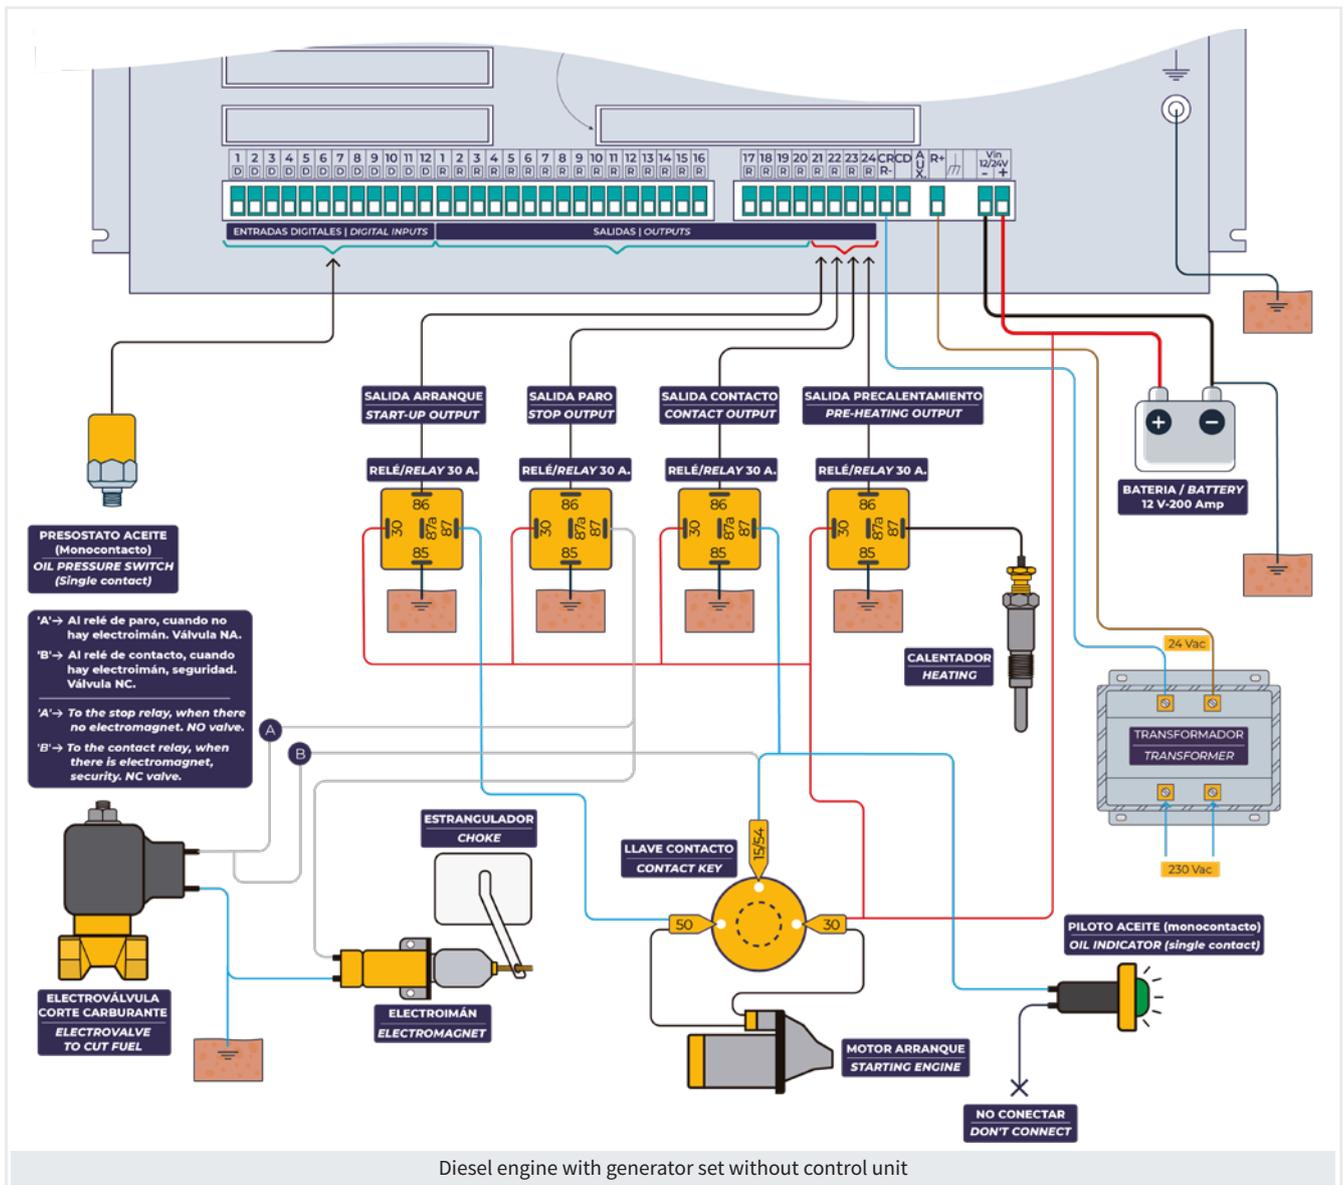 1 2 3 4 5 6 7 8 9 10 11 12 1 2 3 4 5 6 7 8 9 10 11 12 13 14 15 16
D D D D D D D D D D D D R R R R R R R R R R R R R R R R
17 18 19 20 21 22 23 24 CR CD AUX. R+ Vin
R R R R R R R R R- 12/24V
- +
ENTRADAS DIGITALES | DIGITAL INPUTS
SALIDAS | OUTPUTS
SALIDA ARRANQUE
START-UP OUTPUT
SALIDA PARO
STOP OUTPUT
SALIDA CONTACTO
CONTACT OUTPUT
SALIDA PRECALENTAMIENTO
PRE-HEATING OUTPUT
+ -
BATERIA / BATTERY
12 V-200 Amp
RELÉ/RELAY 30 A.
RELÉ/RELAY 30 A.
RELÉ/RELAY 30 A.
RELÉ/RELAY 30 A.
86
30 87a 87
85
86
30 87a 87
85
86
30 87a 87
85
86
30 87a 87
85
PRESOSTATO ACEITE
(Monocontacto)
OIL PRESSURE SWITCH
(Single contact)
'A'→ Al relé de paro, cuando no
hay electroimán. Válvula NA.
'B'→ Al relé de contacto, cuando
hay electroimán, seguridad.
Válvula NC.
'A'→ To the stop relay, when there
no electromagnet. NO valve.
'B'→ To the contact relay, when
there is electromagnet,
security. NC valve.
A
B
CALENTADOR
HEATING
24 Vac
TRANSFORMADOR
TRANSFORMER
230 Vac
ESTRANGULADOR
CHOKE
LLAVE CONTACTO
CONTACT KEY
15/54
50
30
PILOTO ACEITE (monocontacto)
OIL INDICATOR (single contact)
ELECTROVÁLVULA
CORTE CARBURANTE
ELECTROVALVE
TO CUT FUEL
ELECTROIMÁN
ELECTROMAGNET
MOTOR ARRANQUE
STARTING ENGINE
NO CONECTAR
DON'T CONNECT
Diesel engine with generator set without control unit